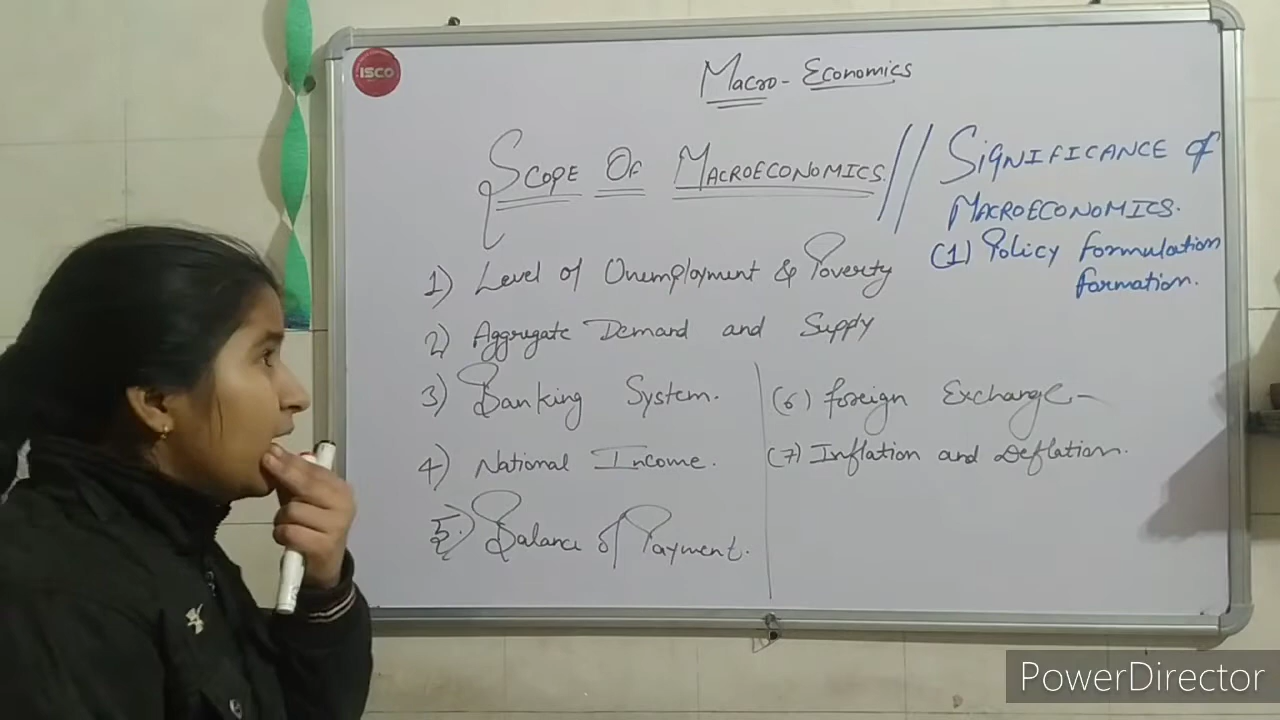 ISCO
Macro - Economics
Scope Of Macroeconomics.
1) Level of Unemployment & Poverty
2) Aggregate Demand and Supply
3) Banking System.
4) National Income.
5.) Balance of Payment.
(6) foreign Exchange-
(7) Inflation and Deflation.
Significance of
Macroeconomics.
(1) Policy formulation
formation.
PowerDirector